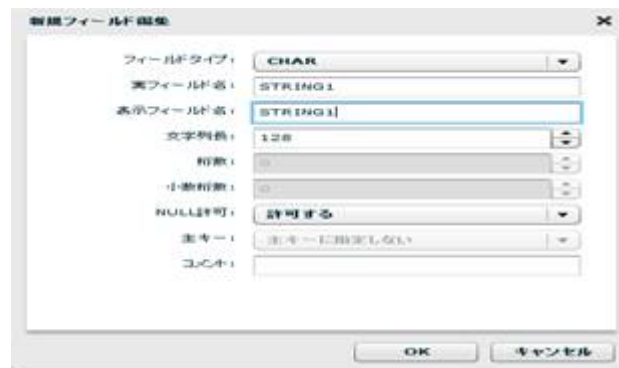 新規フィールド編集
フィールドタイプ: CHAR
実フィールド名: STRING1
表示フィールド名: STRING1
文字列長: 128
桁数: 0
小数桁数: 0
NULL許可: 許可する
主キー: 主キーに指定しない
コメント:
OK キャンセル